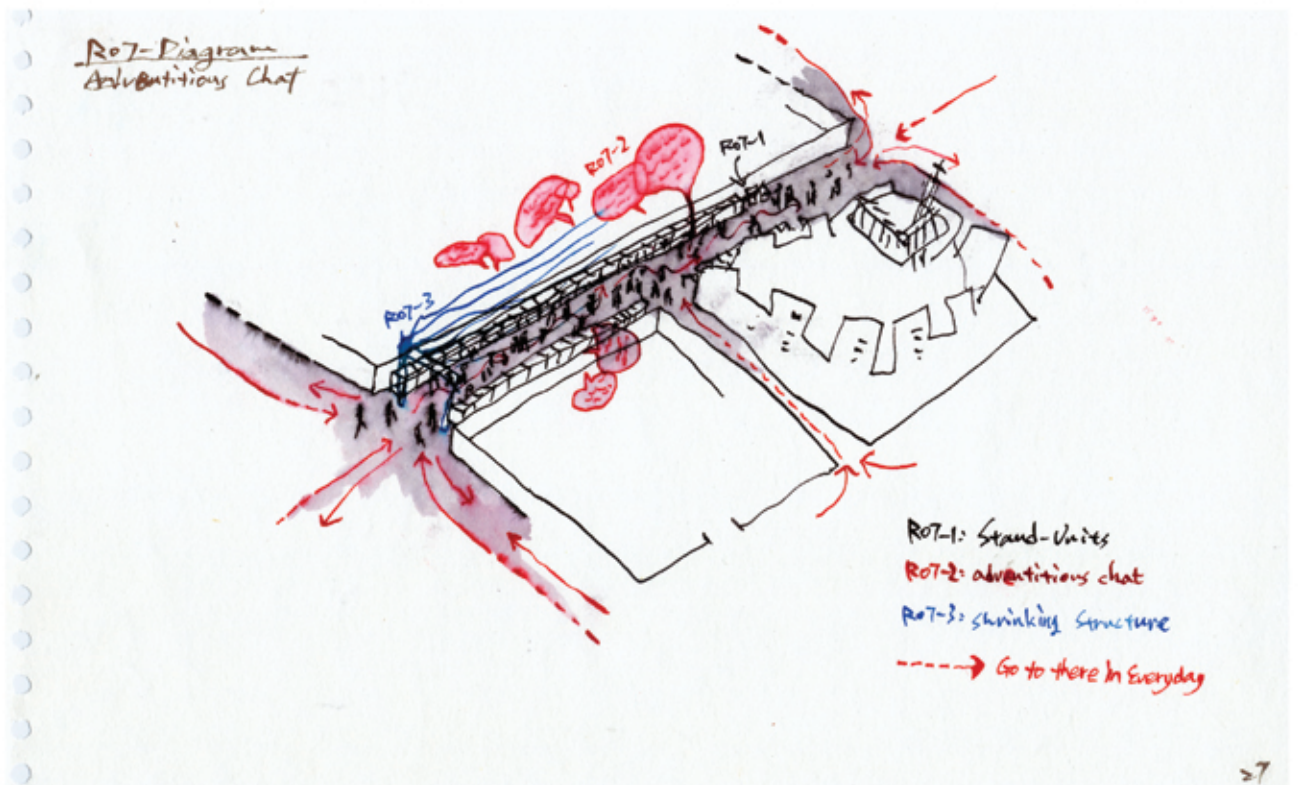 R07-Diagram
Adventitious Chat
R07-2
R07-1
R07-3
R07-1: Stand-Units
R07-2: adventitious chat
R07-3: Shrinking Structure
Go to there in Everyday
27